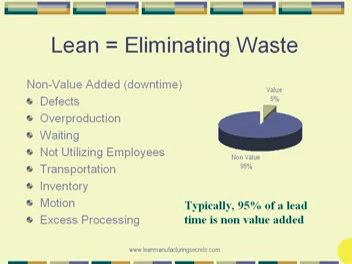 Lean = Eliminating Waste
Non-Value Added (downtime)
Defects
Overproduction
Waiting
Not Utilizing Employees
Transportation
Inventory
Motion
Excess Processing
Value
5%
Non Value
95%
Typically, 95% of a lead
time is non value added
www.leanmanufacturingsecrets.com